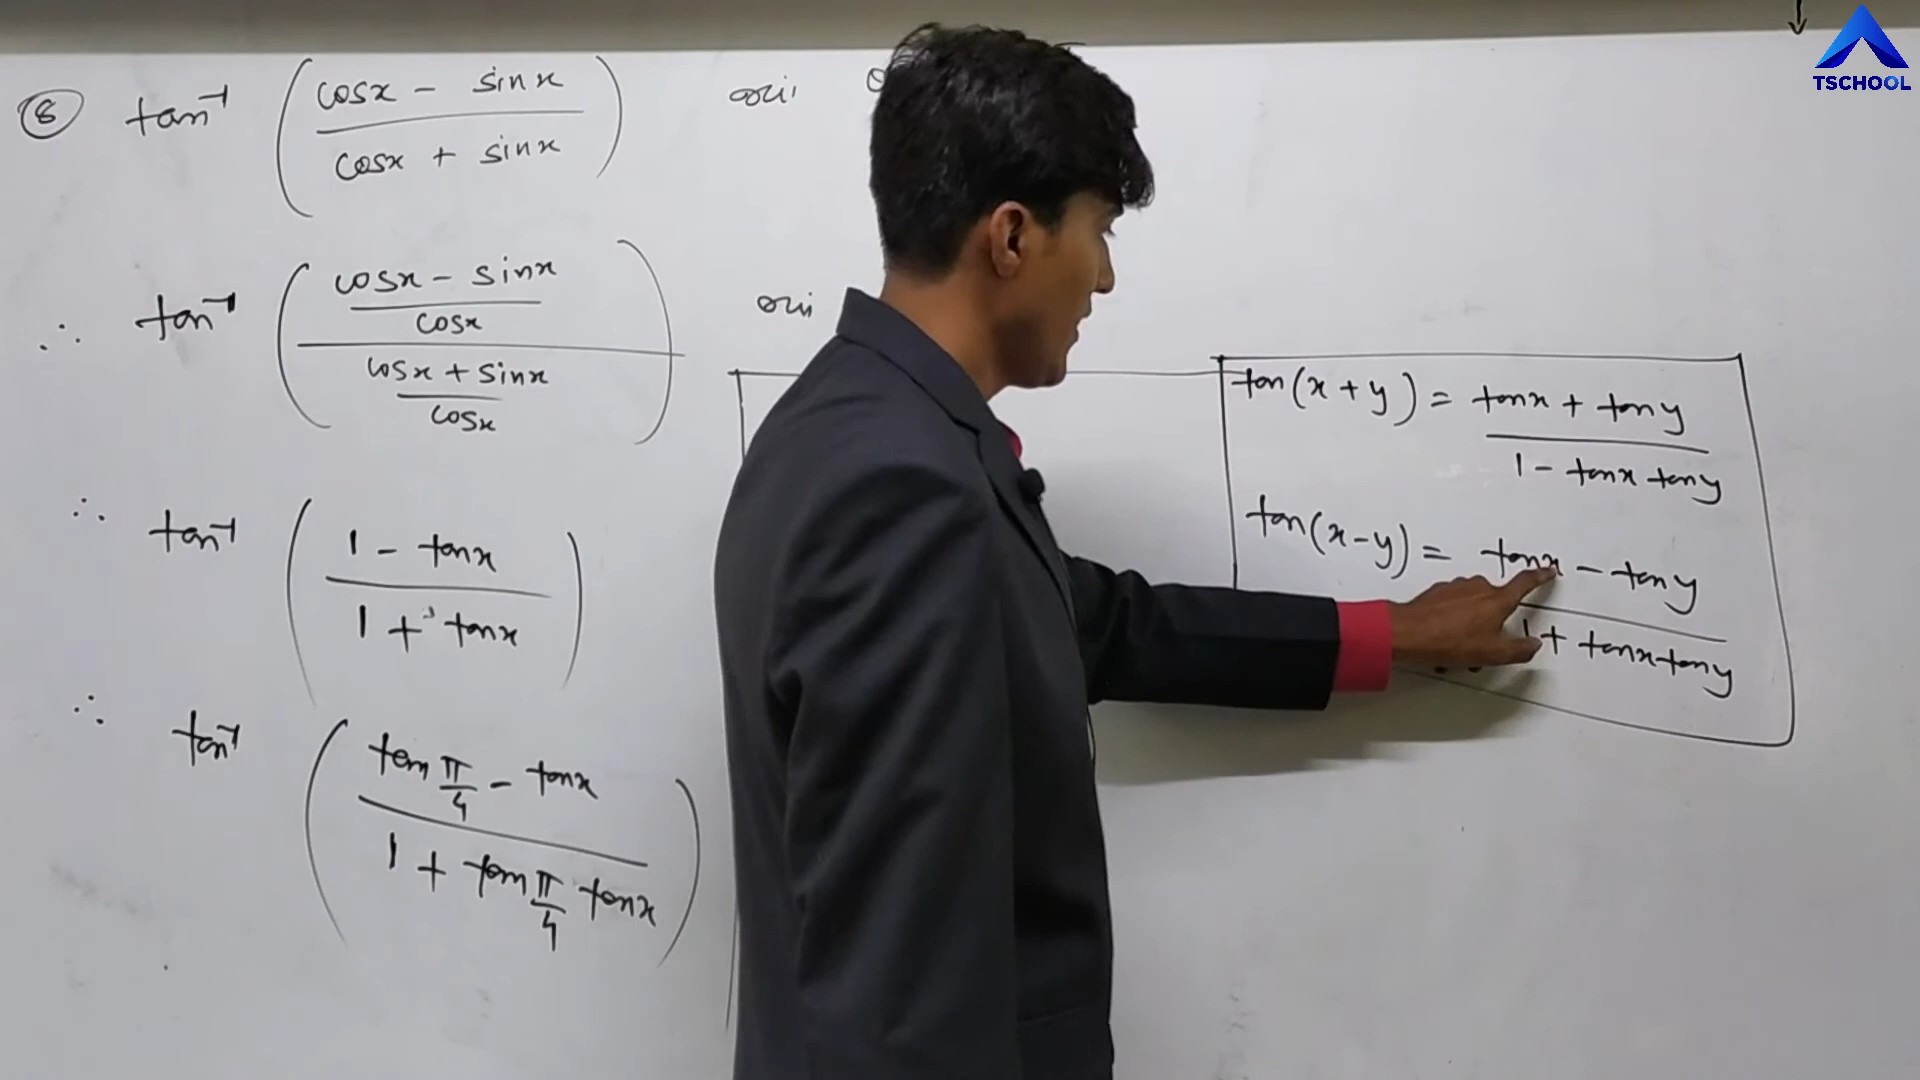 TSCHOOL
⑧ tan⁻¹ ( cosx - sinx / cosx + sinx )
∴ tan⁻¹ ( cosx - sinx / cosx / cosx + sinx / cosx )
∴ tan⁻¹ ( 1 - tanx / 1 + tanx )
∴ tan⁻¹ ( tan π/4 - tanx / 1 + tan π/4 tanx )
tan(x + y) = tanx + tany / 1 - tanx tany
tan(x - y) = tanx - tany / 1 + tanx tany